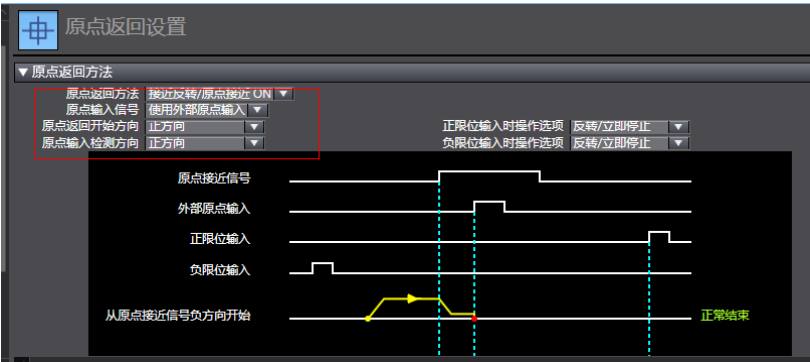 原点返回设置
▼原点返回方法
原点返回方法 接近反转/原点接近 ON ▼
原点输入信号 使用外部原点输入 ▼
原点返回开始方向 正方向 ▼ 正限位输入时操作选项 反转/立即停止 ▼
原点输入检测方向 正方向 ▼ 负限位输入时操作选项 反转/立即停止 ▼
原点接近信号
外部原点输入
正限位输入
负限位输入
从原点接近信号负方向开始 正常结束